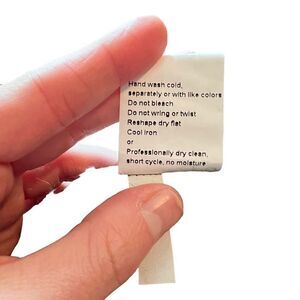 Hand wash cold,
separately or with like colors
Do not bleach
Do not wring or twist
Reshape dry flat
Cool iron
or
Professionally dry clean,
short cycle, no moisture